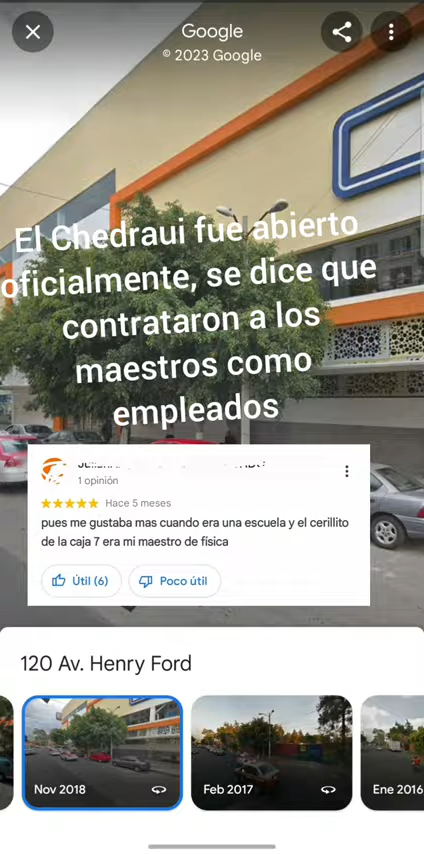 Google
© 2023 Google
El Chedraui fue abierto
oficialmente, se dice que
contrataron a los
maestros como
empleados
1 opinión
Hace 5 meses
pues me gustaba mas cuando era una escuela y el cerillito
de la caja 7 era mi maestro de física
Útil (6)
Poco útil
120 Av. Henry Ford
Nov 2018
Feb 2017
Ene 2016